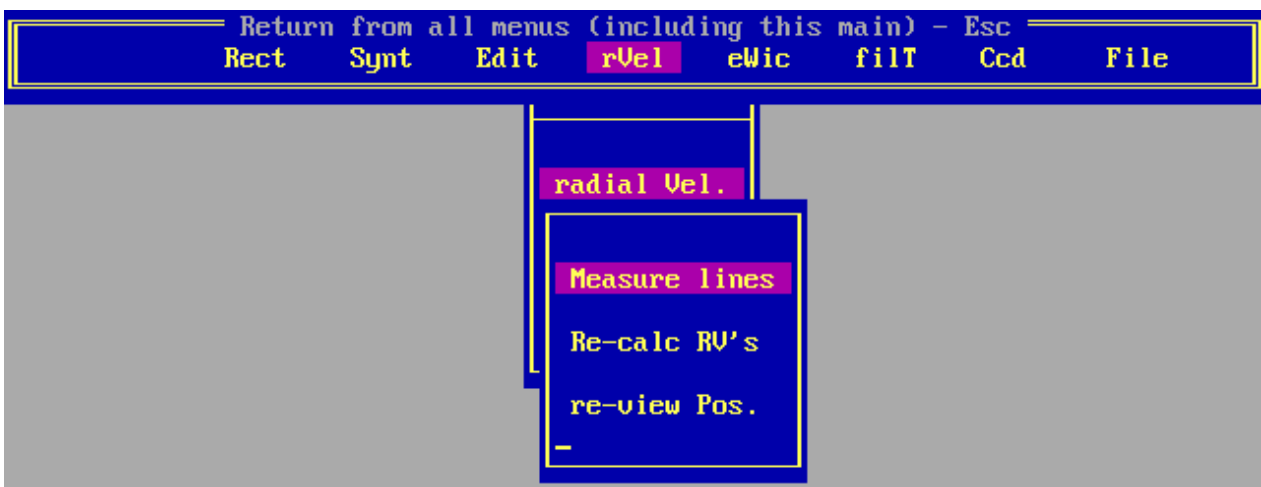 Return from all menus (including this main) – Esc
Rect Synt Edit rVel eWic filT Ccd File
radial Vel.
Measure lines
Re-calc RV's
re-view Pos.